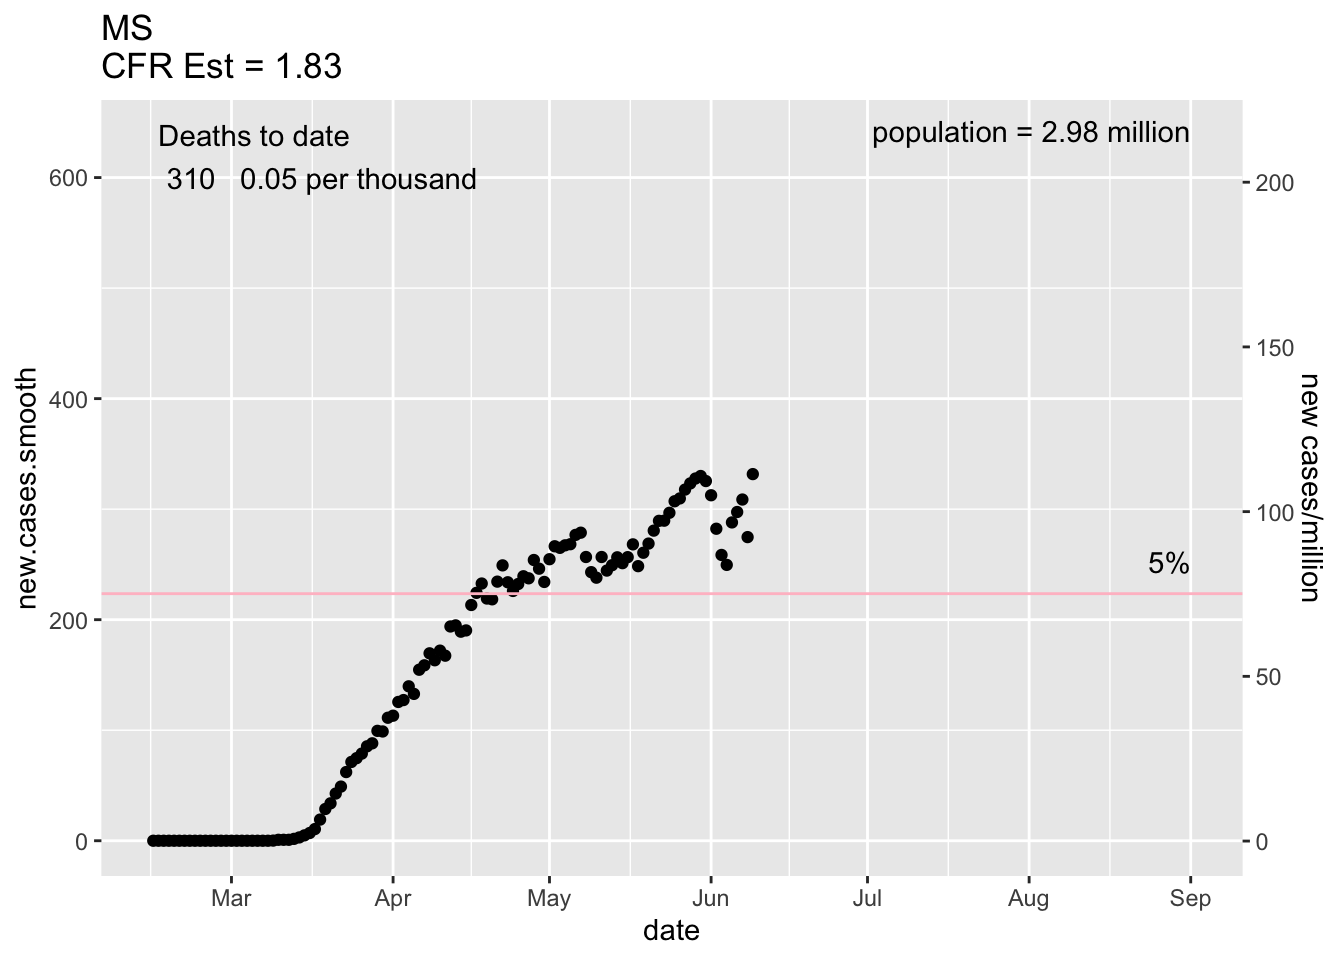 MS
CFR Est = 1.83
Deaths to date
310 0.05 per thousand
population = 2.98 million
600
400
200
0
new.cases.smooth
200
150
100
50
0
new cases/million
5%
Mar Apr May Jun Jul Aug Sep
date